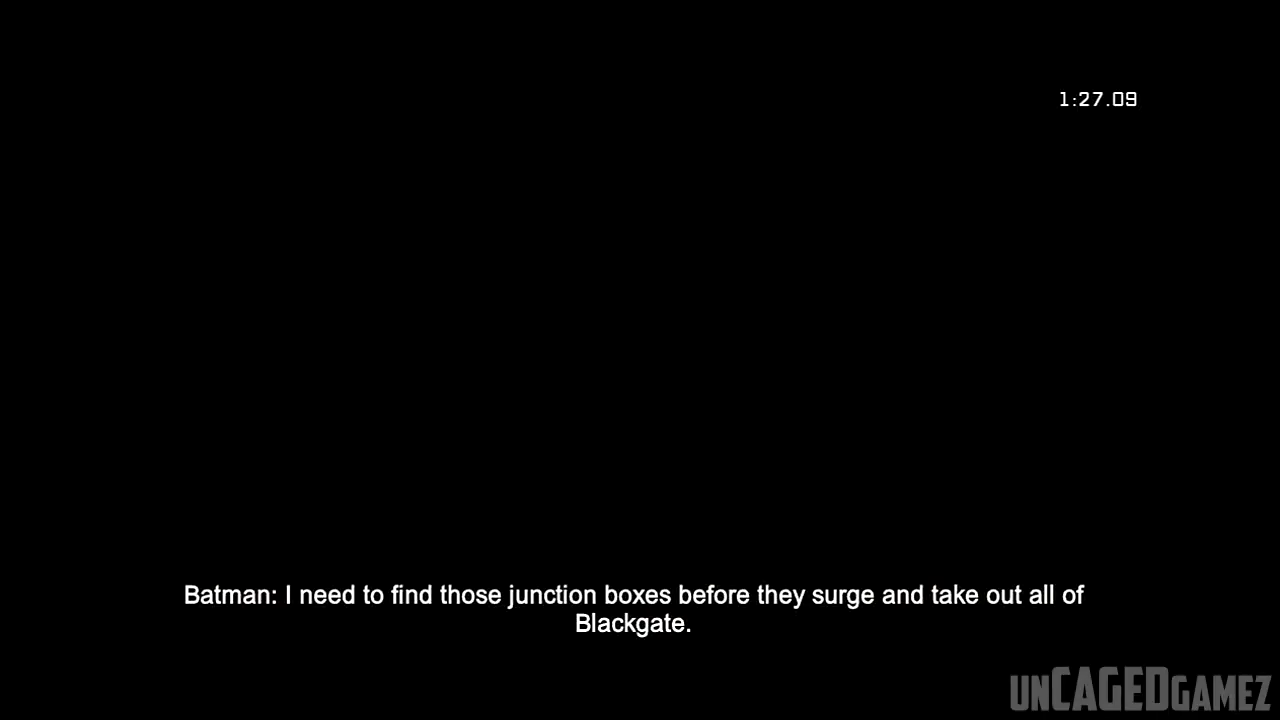 1:27.09
Batman: I need to find those junction boxes before they surge and take out all of
Blackgate.
unCAGEDGAMEZ